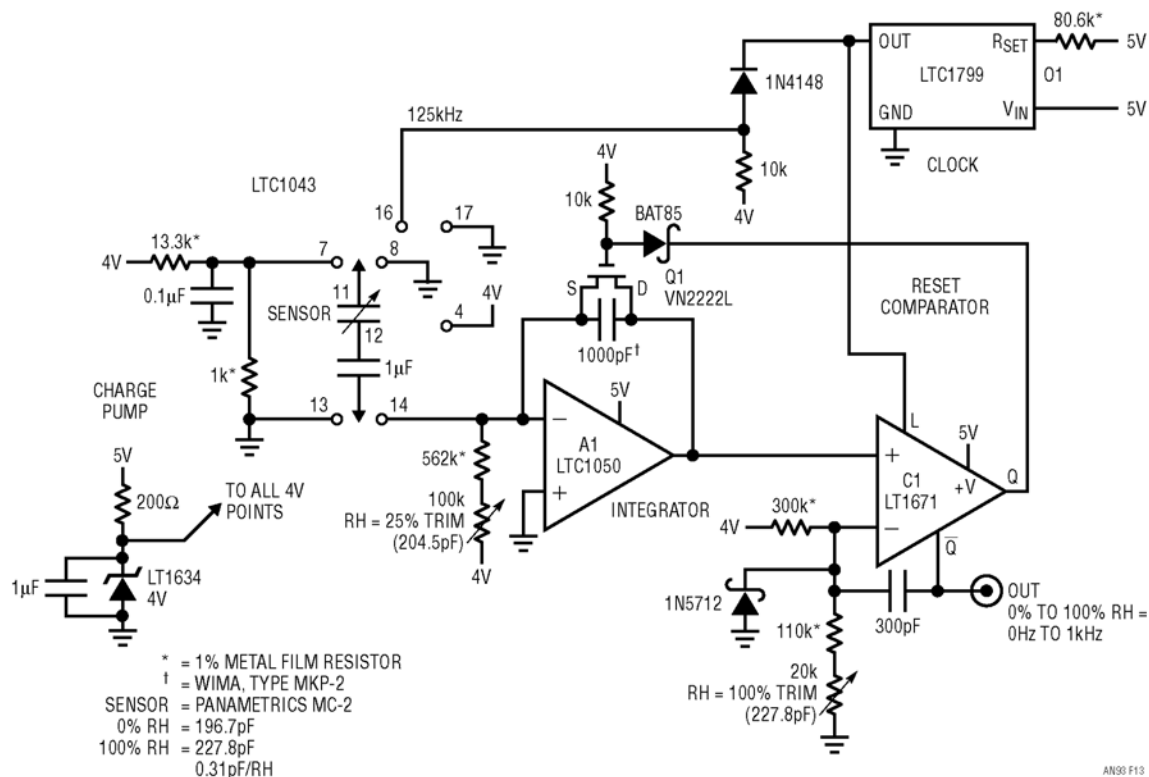 80.6k*
OUT
RSET
5V
LTC1799
O1
1N4148
GND
VIN
5V
125kHz
CLOCK
10k
4V
4V
LTC1043
10k
BAT85
16
17
13.3k*
4V
7
8
Q1
VN2222L
S
D
RESET
COMPARATOR
0.1µF
11
4V
SENSOR
4
12
1000pF†
1µF
1k*
CHARGE
PUMP
13
14
5V
L
5V
562k*
A1
LTC1050
+V
Q
C1
LT1671
5V
200Ω
TO ALL 4V
POINTS
100k
RH = 25% TRIM
(204.5pF)
INTEGRATOR
300k*
4V
Q̅
4V
1µF
LT1634
4V
1N5712
300pF
OUT
0% TO 100% RH =
0Hz TO 1kHz
110k*
20k
RH = 100% TRIM
(227.8pF)
* = 1% METAL FILM RESISTOR
† = WIMA, TYPE MKP-2
SENSOR = PANAMETRICS MC-2
0% RH = 196.7pF
100% RH = 227.8pF
0.31pF/RH
AN93 F13